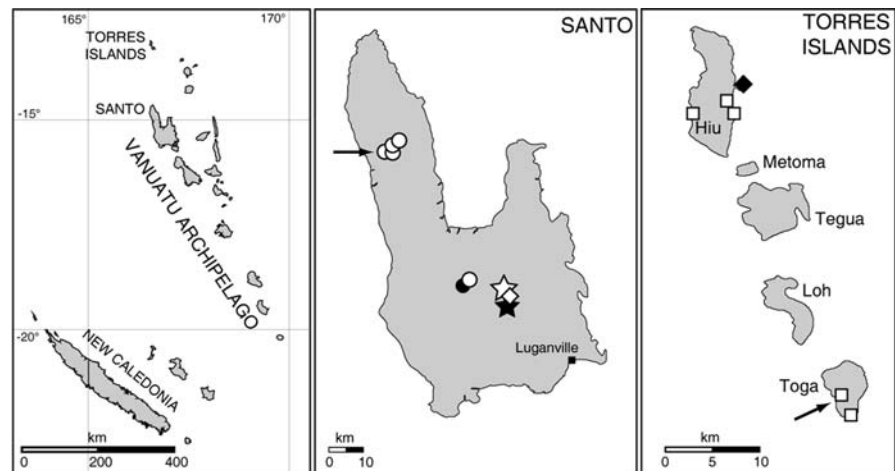 165°
170°
TORRES
ISLANDS
SANTO
-15°
VANUATU ARCHIPELAGO
-20°
NEW CALEDONIA
km
0 200 400
SANTO
Luganville
km
0 10
TORRES
ISLANDS
Hiu
Metoma
Tegua
Loh
Toga
km
0 5 10